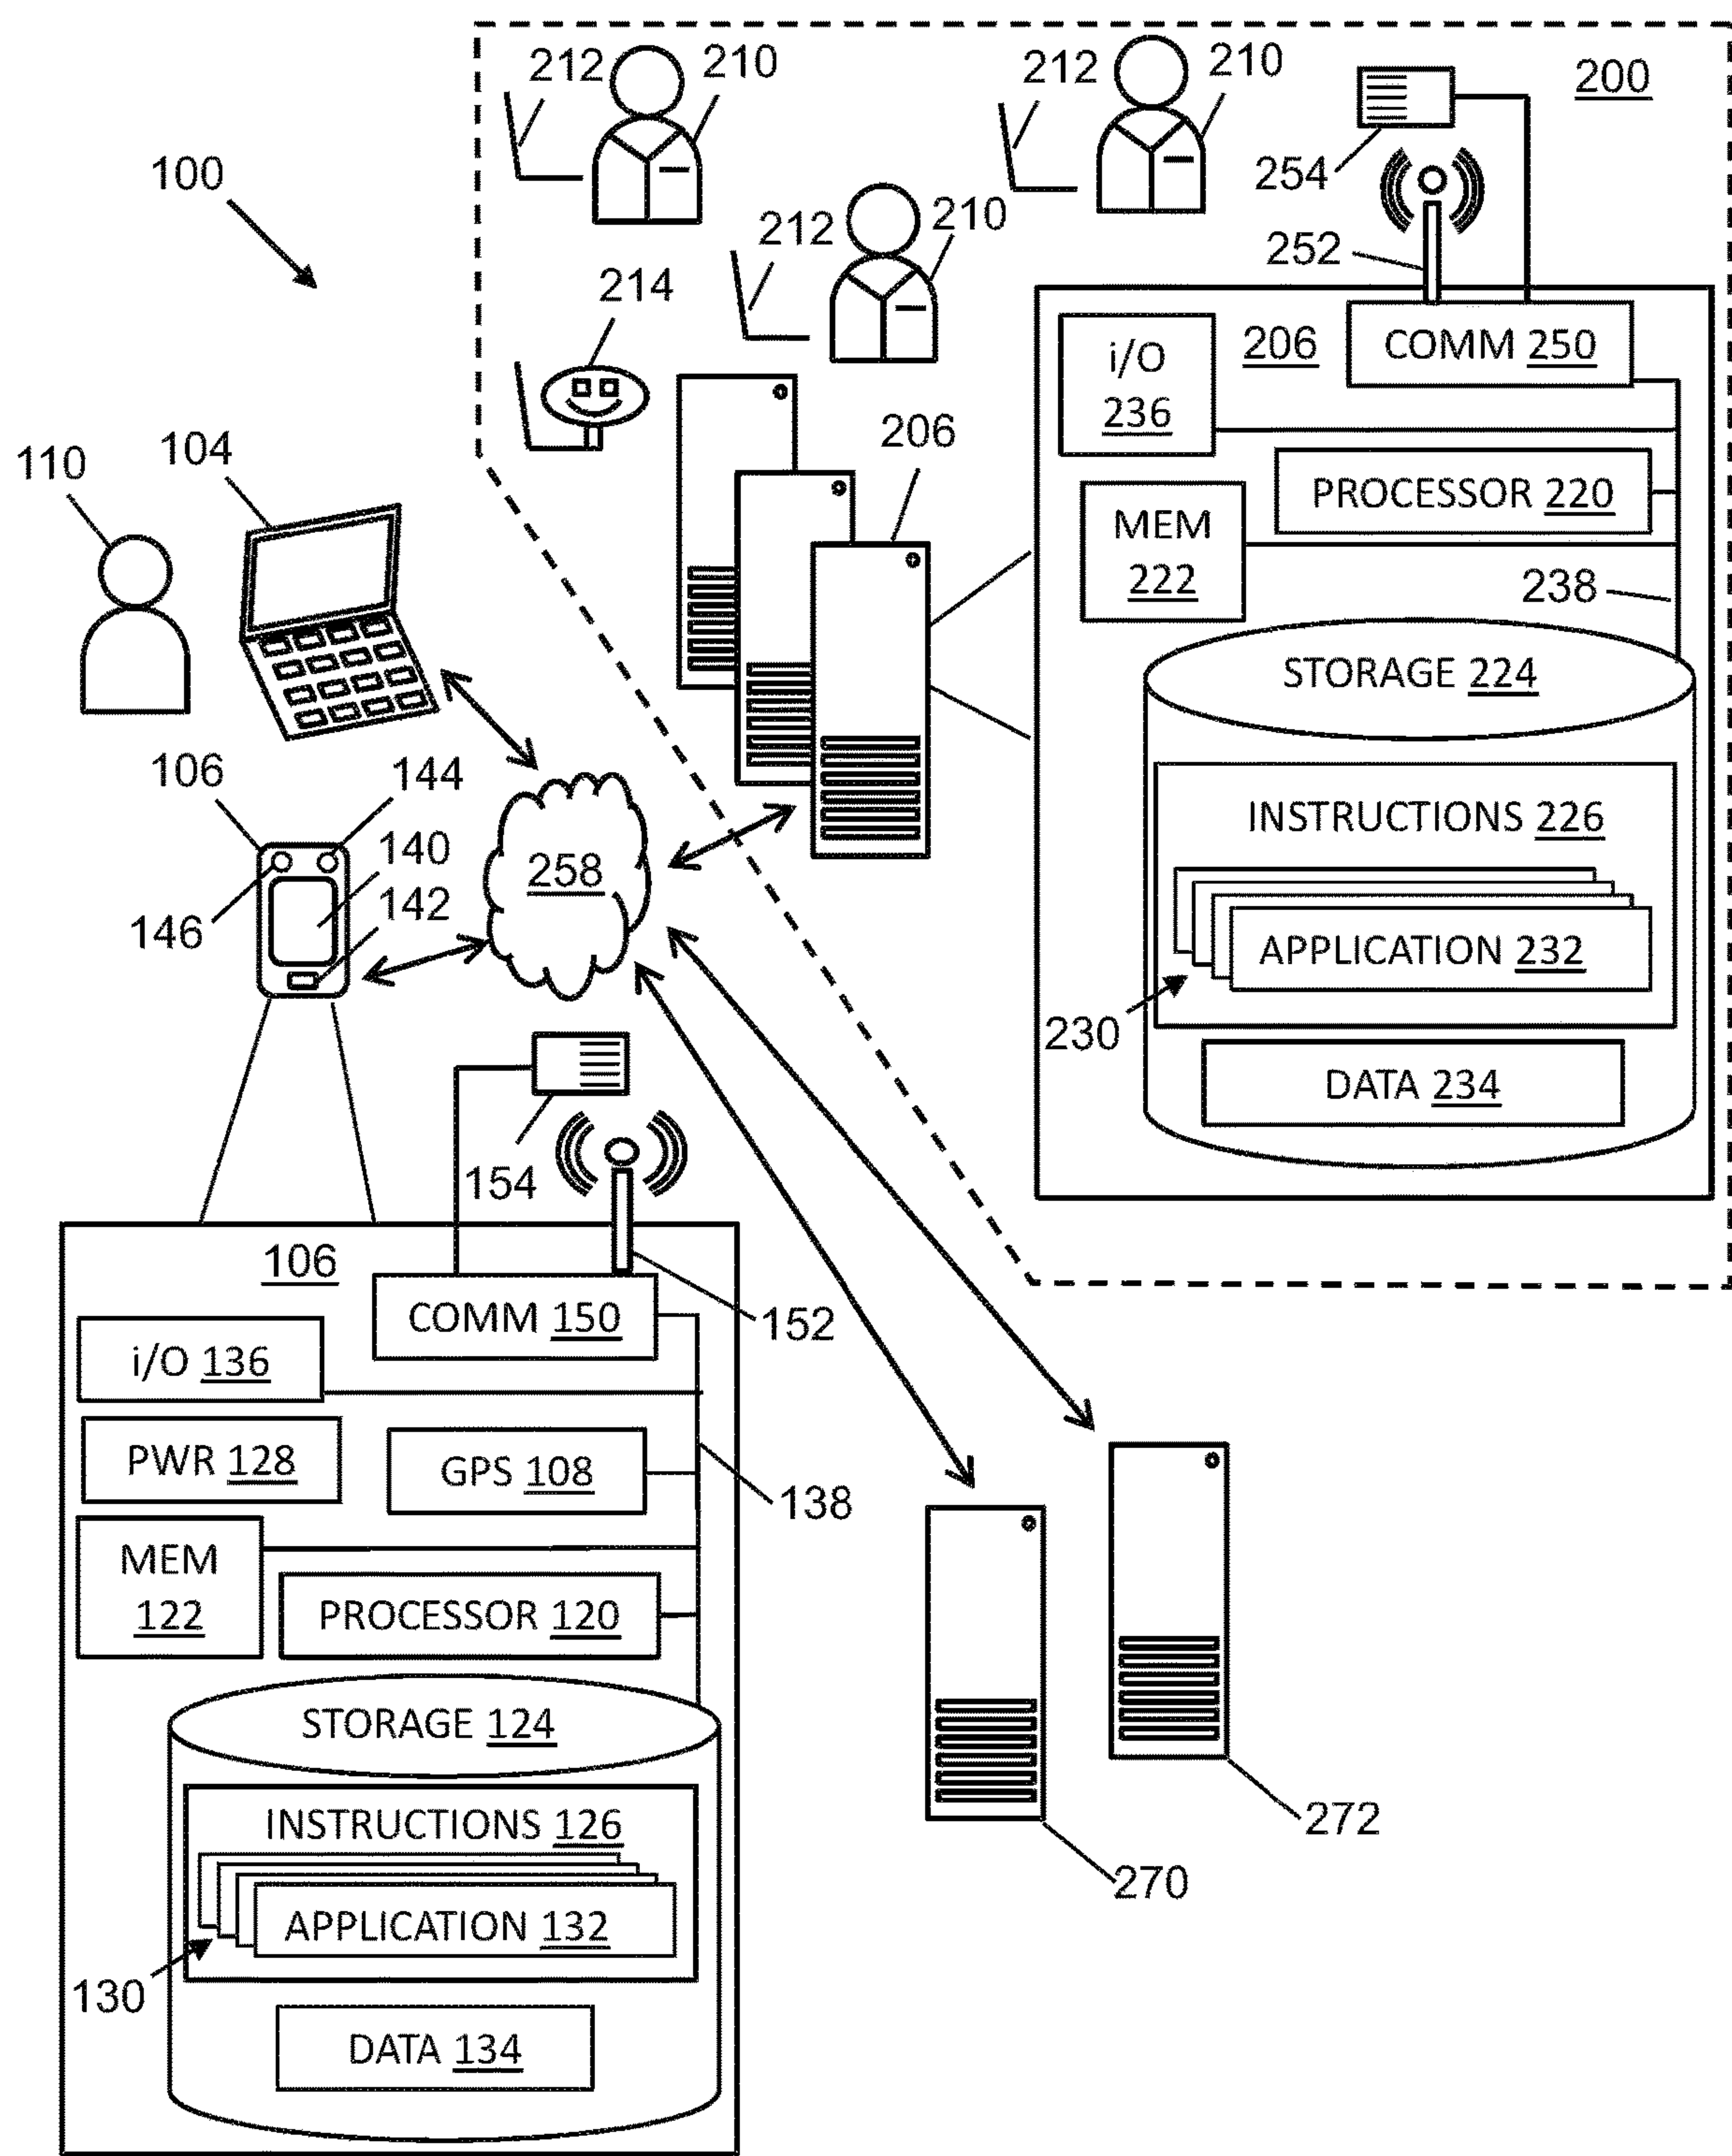 212
210
212
210
200
254
100
252
212
210
214
i/O
236
206
COMM 250
206
110
104
PROCESSOR 220
MEM
222
238
STORAGE 224
106
144
140
142
146
258
INSTRUCTIONS 226
APPLICATION 232
230
DATA 234
154
106
COMM 150
152
i/O 136
PWR 128
GPS 108
138
MEM
122
PROCESSOR 120
STORAGE 124
INSTRUCTIONS 126
APPLICATION 132
130
DATA 134
272
270